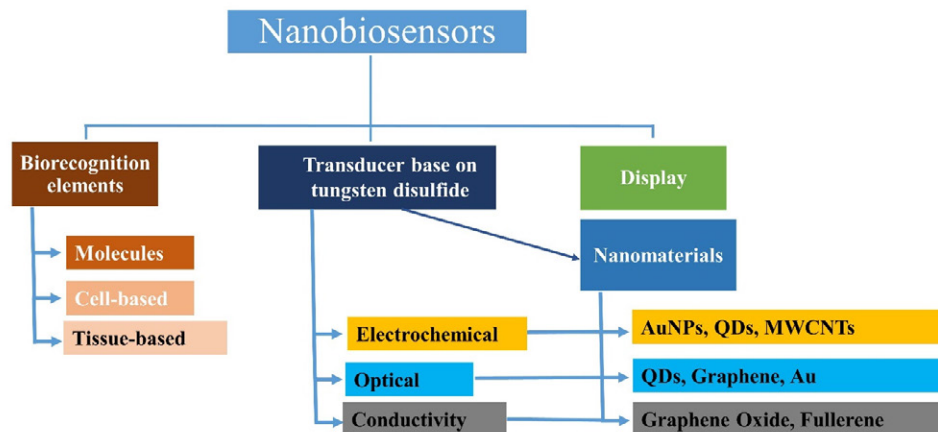 Nanobiosensors
Biorecognition
elements
Transducer base on
tungsten disulfide
Display
Nanomaterials
Molecules
Cell-based
Tissue-based
Electrochemical
AuNPs, QDs, MWCNTs
Optical
QDs, Graphene, Au
Conductivity
Graphene Oxide, Fullerene